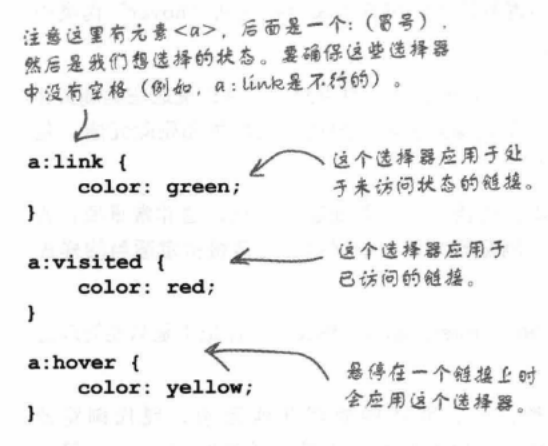 注意这里有元素<a>，后面是一个:（冒号）.
然后是我们想选择的状态。要确保这些选择器
中没有空格（例如，a : link是不行的）。
a:link {
color: green;
}
这个选择器应用于处
于未访问状态的链接。
a:visited {
color: red;
}
这个选择器应用于
已访问的链接。
a:hover {
color: yellow;
}
悬停在一个链接上时
会应用这个选择器。